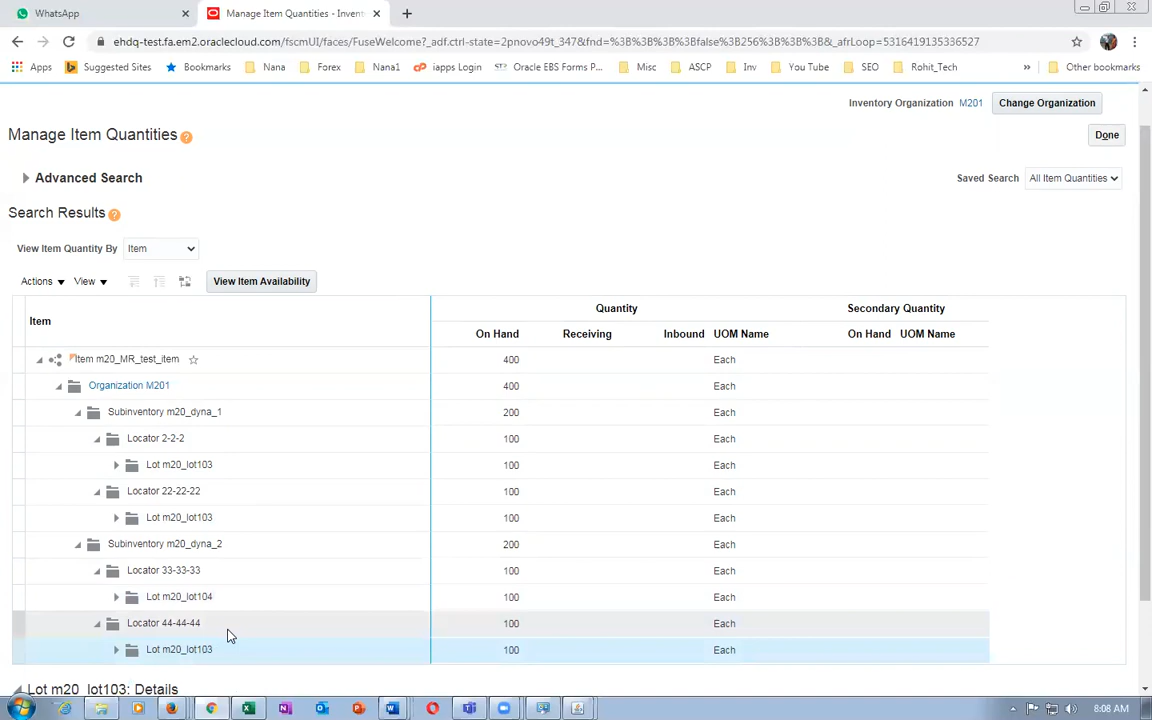 WhatsApp
Manage Item Quantities - Invent
ehdq-test.fa.em2.oraclecloud.com/fscmUI/faces/FuseWelcome?_adf.ctrl-state=2pnovo49t_347&fnd=%3B%3B%3B%3Bfalse%3B256%3B%3B%3B&_afrLoop=5316419135336527
Apps Suggested Sites Bookmarks Nana Forex Nana1 iapps Login Oracle EBS Forms P... Misc ASCP Inv You Tube SEO Rohit_Tech » Other bookmarks
Inventory Organization M201 Change Organization
Manage Item Quantities
Done
Advanced Search
Saved Search All Item Quantities
Search Results
View Item Quantity By Item
Actions View View Item Availability
Quantity Secondary Quantity
Item
On Hand Receiving Inbound UOM Name On Hand UOM Name
Item m20_MR_test_item 400 Each
Organization M201 400 Each
Subinventory m20_dyna_1 200 Each
Locator 2-2-2 100 Each
Lot m20_lot103 100 Each
Locator 22-22-22 100 Each
Lot m20_lot103 100 Each
Subinventory m20_dyna_2 200 Each
Locator 33-33-33 100 Each
Lot m20_lot104 100 Each
Locator 44-44-44 100 Each
Lot m20_lot103 100 Each
Lot m20_lot103: Details
8:08 AM